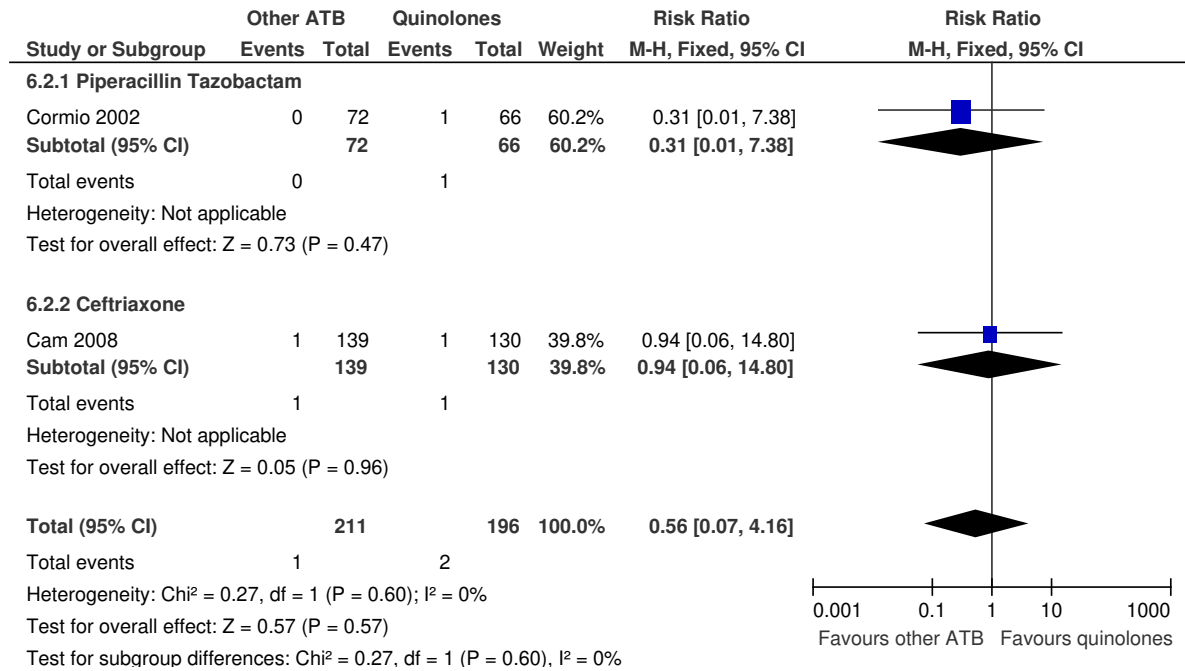 Other ATB Quinolones Risk Ratio Risk Ratio
Study or Subgroup Events Total Events Total Weight M-H, Fixed, 95% CI M-H, Fixed, 95% CI
6.2.1 Piperacillin Tazobactam
Cormio 2002 0 72 1 66 60.2% 0.31 [0.01, 7.38]
Subtotal (95% CI) 72 66 60.2% 0.31 [0.01, 7.38]
Total events 0 1
Heterogeneity: Not applicable
Test for overall effect: Z = 0.73 (P = 0.47)
6.2.2 Ceftriaxone
Cam 2008 1 139 1 130 39.8% 0.94 [0.06, 14.80]
Subtotal (95% CI) 139 130 39.8% 0.94 [0.06, 14.80]
Total events 1 1
Heterogeneity: Not applicable
Test for overall effect: Z = 0.05 (P = 0.96)
Total (95% CI) 211 196 100.0% 0.56 [0.07, 4.16]
Total events 1 2
Heterogeneity: Chi² = 0.27, df = 1 (P = 0.60); I² = 0%
Test for overall effect: Z = 0.57 (P = 0.57)
Test for subgroup differences: Chi² = 0.27, df = 1 (P = 0.60), I² = 0%
0.001 0.1 1 10 1000
Favours other ATB Favours quinolones